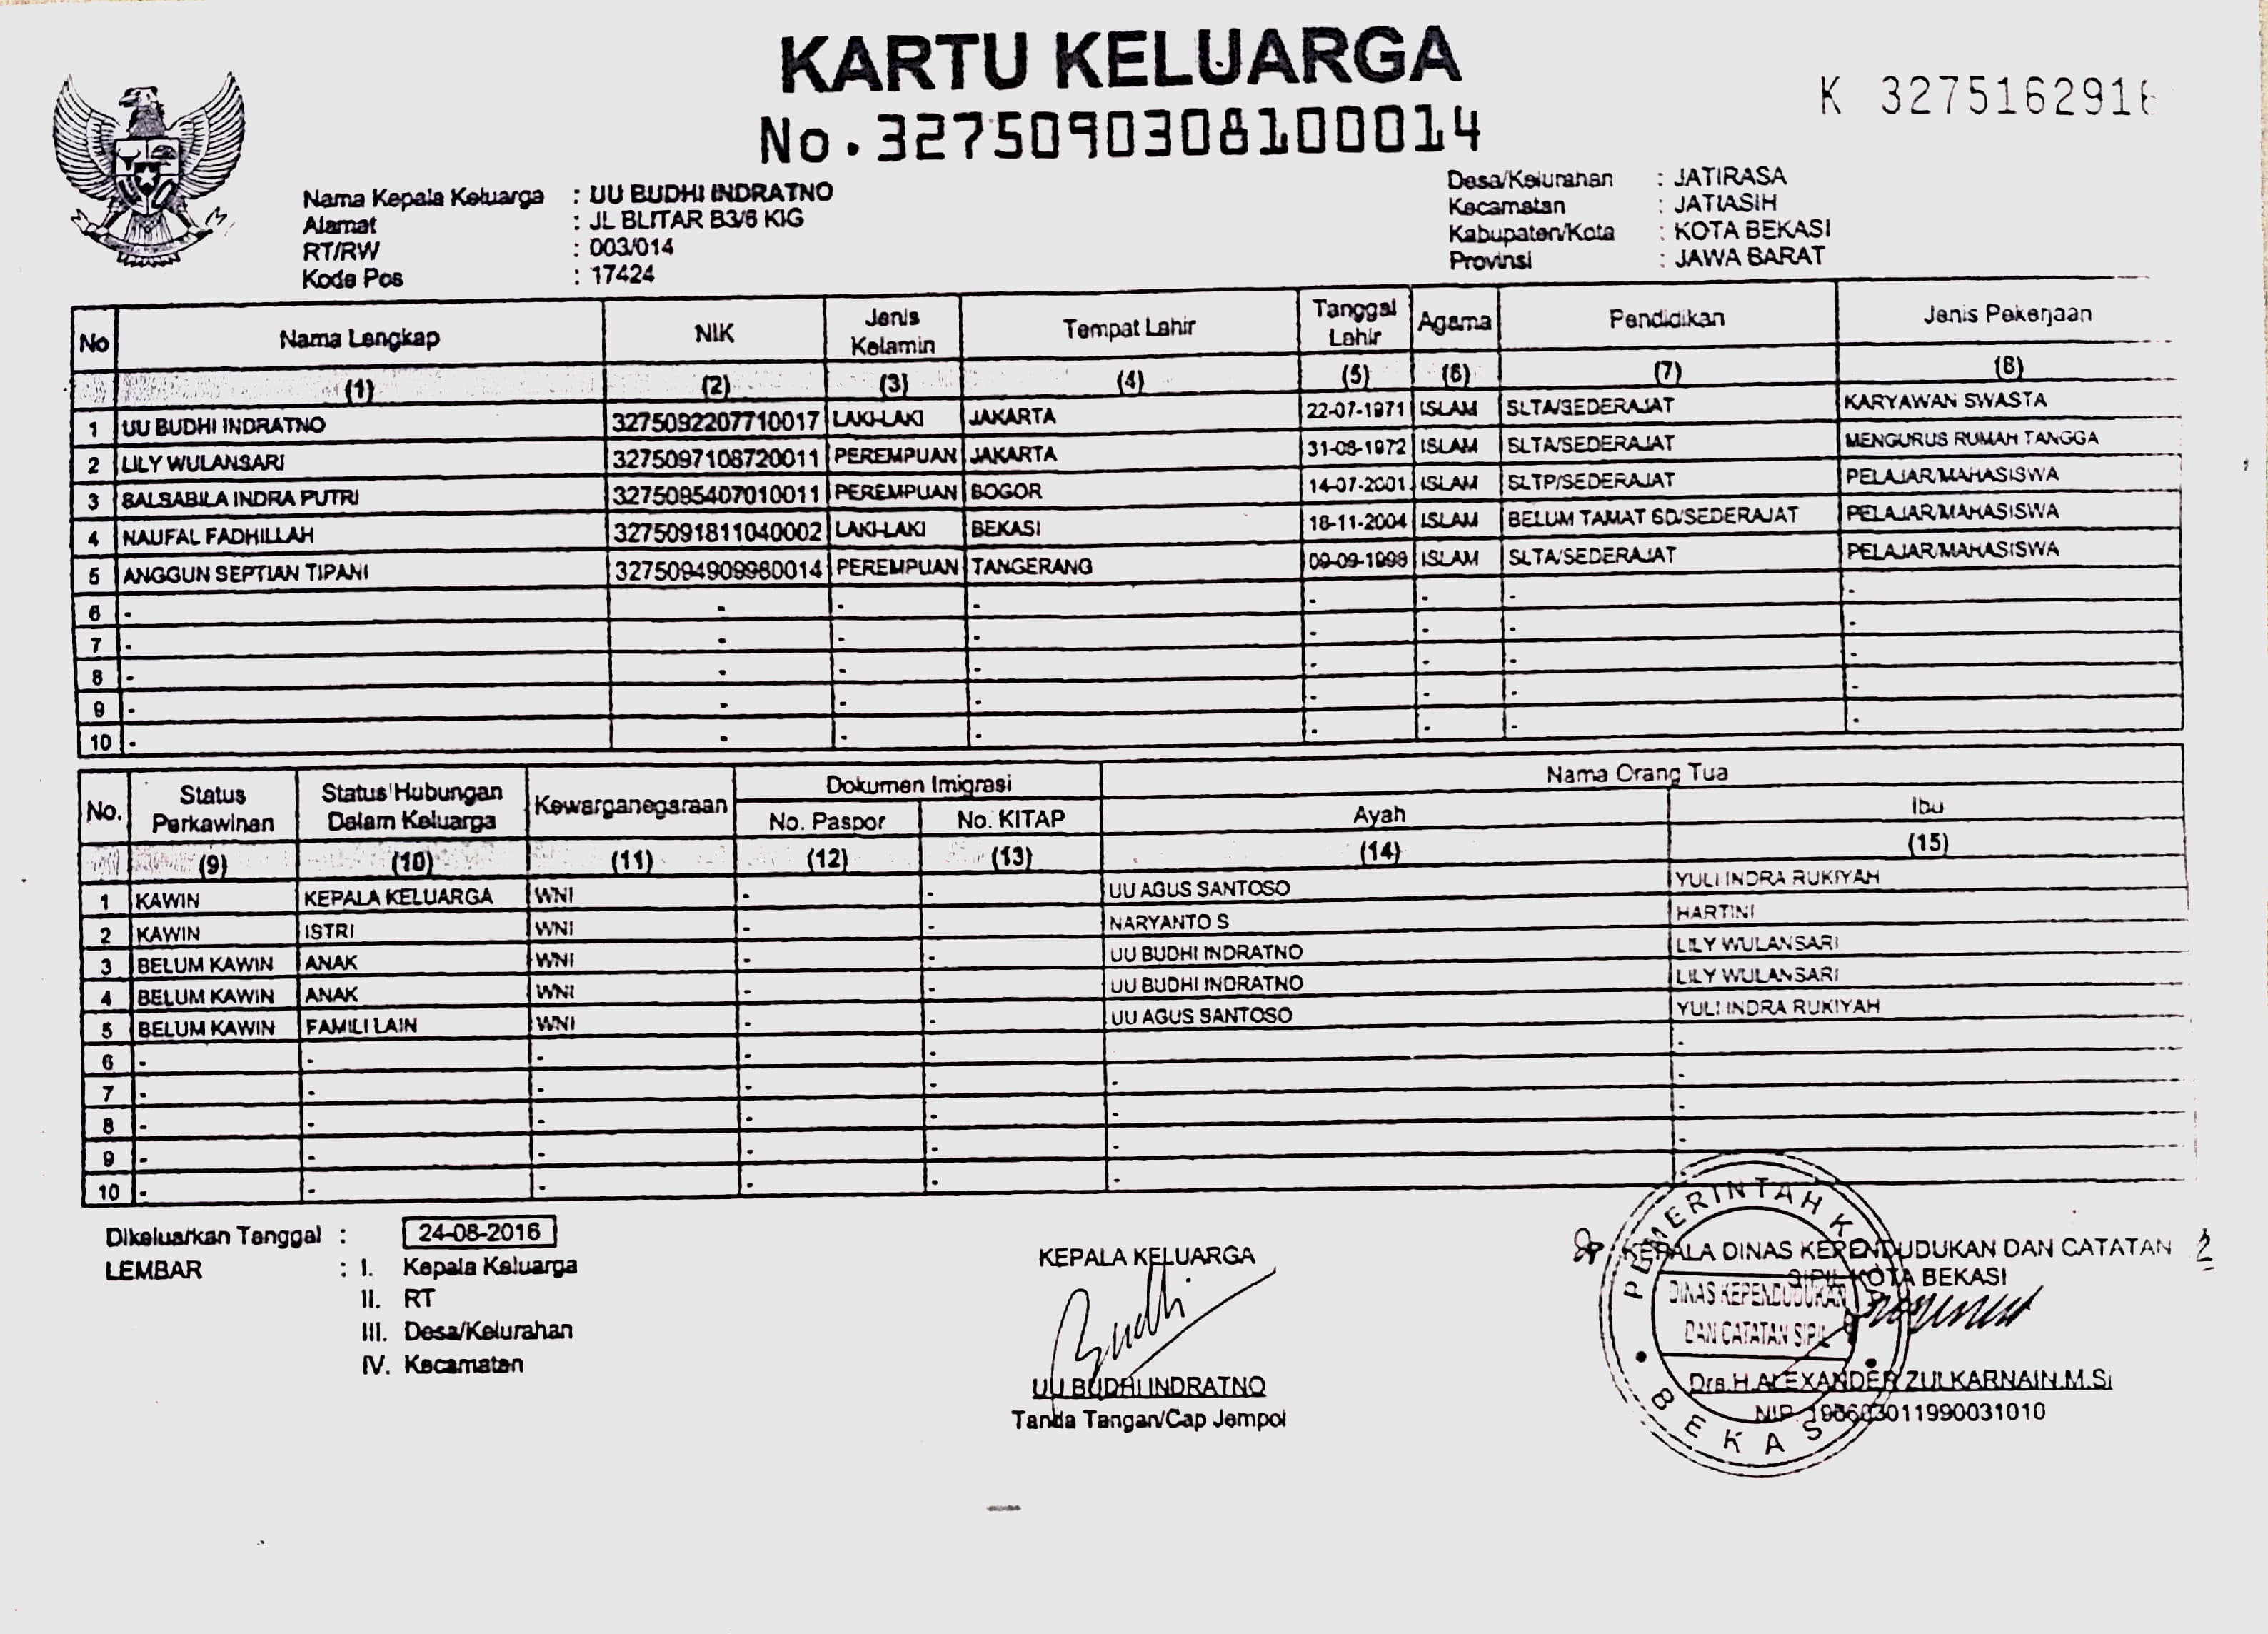 KARTU KELUARGA
No. 3275090308100014
K 327516291
Nama Kepala Keluarga : UU BUDHI INDRATNO
Alamat : JL BLITAR B3/6 KIG
RT/RW : 003/014
Kode Pos : 17424
Desa/Kelurahan : JATIRASA
Kecamatan : JATIASIH
Kabupaten/Kota : KOTA BEKASI
Provinsi : JAWA BARAT
No Nama Lengkap NIK Jenis Kelamin Tempat Lahir Tanggal Lahir Agama Pendidikan Jenis Pekerjaan
(1) (2) (3) (4) (5) (6) (7) (8)
1 UU BUDHI INDRATNO 3275092207710017 LAKI-LAKI JAKARTA 22-07-1971 ISLAM SLTA/SEDERAJAT KARYAWAN SWASTA
2 LILY WULANSARI 3275097108720011 PEREMPUAN JAKARTA 31-08-1972 ISLAM SLTA/SEDERAJAT MENGURUS RUMAH TANGGA
3 SALSABILA INDRA PUTRI 3275095407010011 PEREMPUAN BOGOR 14-07-2001 ISLAM SLTP/SEDERAJAT PELAJAR/MAHASISWA
4 NAUFAL FADHILLAH 3275091811040002 LAKI-LAKI BEKASI 18-11-2004 ISLAM BELUM TAMAT SD/SEDERAJAT PELAJAR/MAHASISWA
5 ANGGUN SEPTIAN TIPANI 3275094909980014 PEREMPUAN TANGERANG 09-09-1998 ISLAM SLTA/SEDERAJAT PELAJAR/MAHASISWA
6 - - - - - - - -
7 - - - - - - - -
8 - - - - - - - -
9 - - - - - - - -
10 - - - - - - - -
No. Status Perkawinan Status Hubungan Dalam Keluarga Kewarganegaraan Dokumen Imigrasi Nama Orang Tua
No. Paspor No. KITAP Ayah Ibu
(9) (10) (11) (12) (13) (14) (15)
1 KAWIN KEPALA KELUARGA WNI - - UU AGUS SANTOSO YULI INDRA RUKIYAH
2 KAWIN ISTRI WNI - - NARYANTO S HARTINI
3 BELUM KAWIN ANAK WNI - - UU BUDHI INDRATNO LILY WULANSARI
4 BELUM KAWIN ANAK WNI - - UU BUDHI INDRATNO LILY WULANSARI
5 BELUM KAWIN FAMILI LAIN WNI - - UU AGUS SANTOSO YULI INDRA RUKIYAH
6 - - - - - -
7 - - - - - - -
8 - - - - - - -
9 - - - - - - -
10 - - - - - -
Dikeluarkan Tanggal : 24-08-2016
LEMBAR : I. Kepala Keluarga
II. RT
III. Desa/Kelurahan
IV. Kecamatan
KEPALA KELUARGA
Budhi
UU BUDHI INDRATNO
Tanda Tangan/Cap Jempol
KEPALA DINAS KEPENDUDUKAN DAN CATATAN
SIPIL KOTA BEKASI
PEMERINTAH
DINAS KEPENDUDUKAN
DAN CATATAN SIPIL
BEKASI
Drs.H.ALEXANDER ZULKARNAIN.M.Si
NIP.